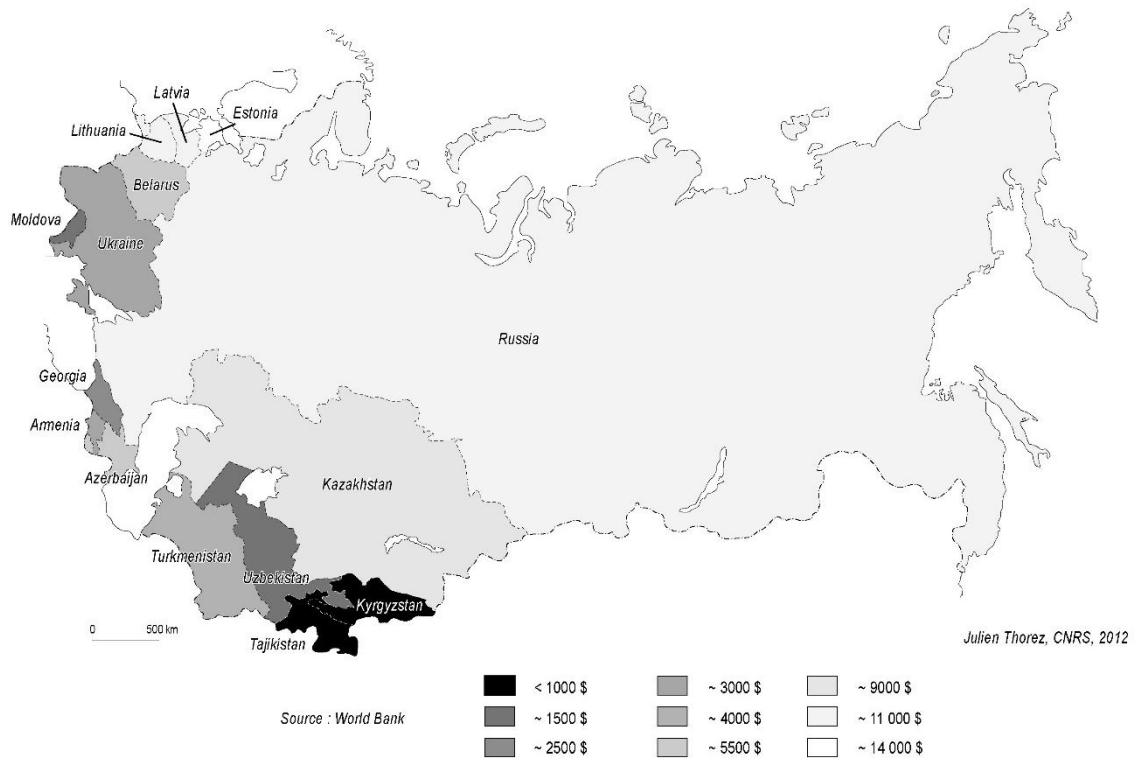 Latvia
Estonia
Lithuania
Belarus
Moldova
Ukraine
Russia
Georgia
Armenia
Azerbaijan
Kazakhstan
Turkmenistan
Uzbekistan
Kyrgyzstan
Tajikistan
0 500 km
Julien Thorez, CNRS, 2012
Source : World Bank
< 1000 $
~ 1500 $
~ 2500 $
~ 3000 $
~ 4000 $
~ 5500 $
~ 9000 $
~ 11 000 $
~ 14 000 $